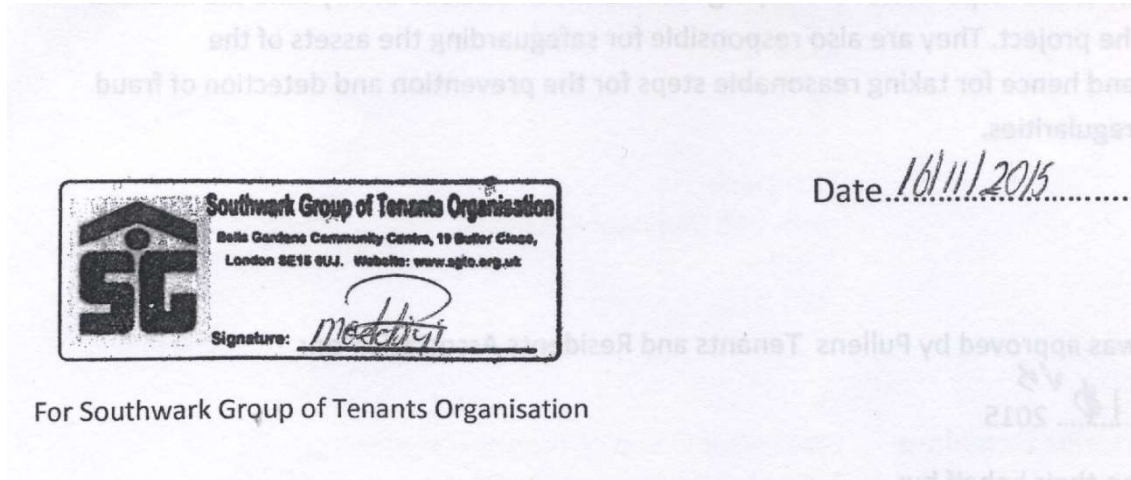 he project. They are also responsible for safeguarding the assets of the
and hence for taking reasonable steps for the prevention and detection of fraud
regularities.
Date 16/11/2015
Southwark Group of Tenants Organisation
Bells Gardens Community Centre, 19 Buller Close,
London SE15 6UJ. Website: www.sgto.org.uk
SG
Signature:
was approved by Pullens Tenants and Residents
2015
For Southwark Group of Tenants Organisation